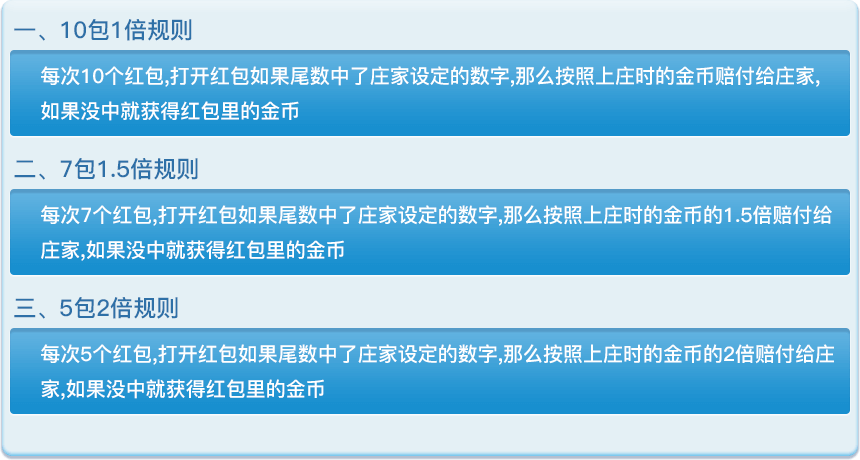 一、10包1倍规则
每次10个红包,打开红包如果尾数中了庄家设定的数字,那么按照上庄时的金币赔付给庄家,
如果没中就获得红包里的金币
二、7包1.5倍规则
每次7个红包,打开红包如果尾数中了庄家设定的数字,那么按照上庄时的金币的1.5倍赔付给
庄家,如果没中就获得红包里的金币
三、5包2倍规则
每次5个红包,打开红包如果尾数中了庄家设定的数字,那么按照上庄时的金币的2倍赔付给庄
家,如果没中就获得红包里的金币